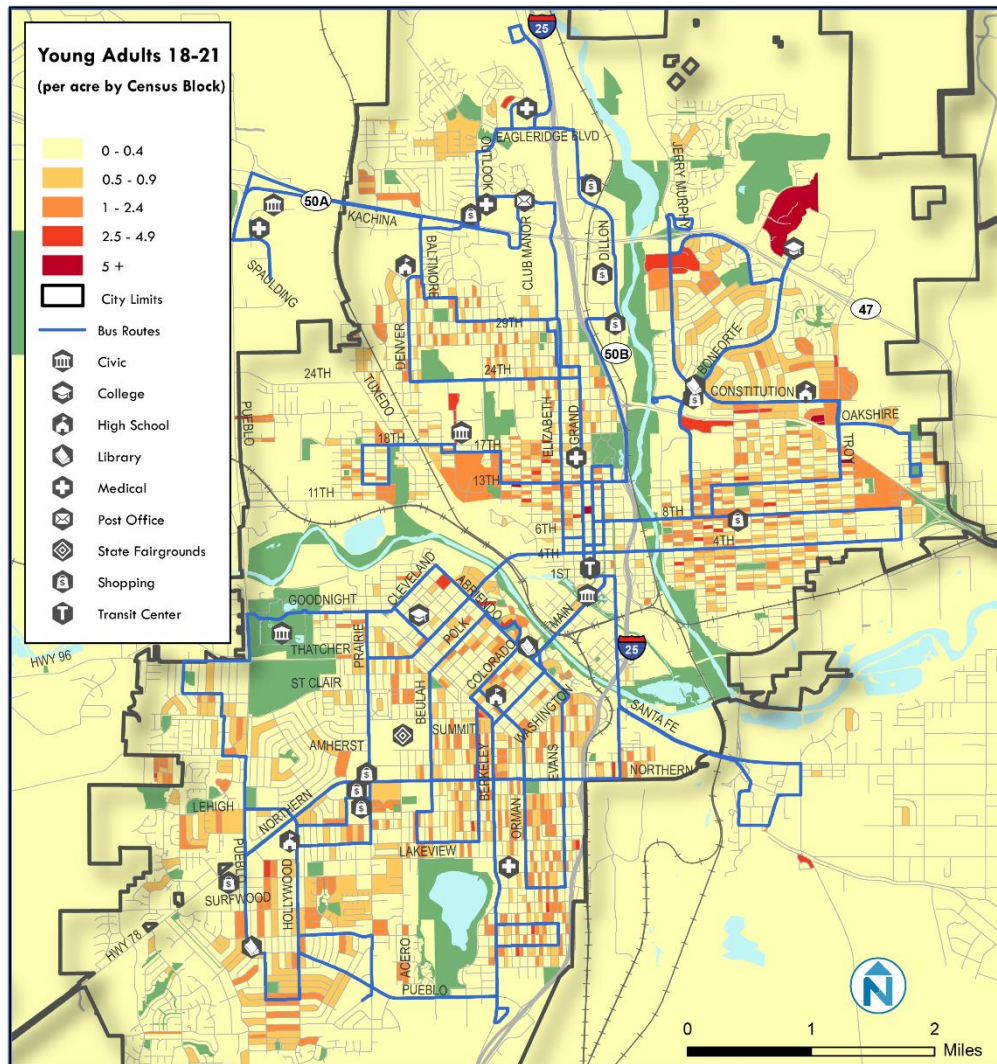 Young Adults 18-21
(per acre by Census Block)
0 - 0.4
0.5 - 0.9
1 - 2.4
2.5 - 4.9
5 +
City Limits
Bus Routes
Civic
College
High School
Library
Medical
Post Office
State Fairgrounds
Shopping
Transit Center
25
EAGLERIDGE BLVD
OUTLOOK
JERRY MURPHY
50A
KACHINA
BALTIMORE
CLUB MANOR
DILLON
SPAULDING
47
29TH
DENVER
50B
BONFORTE
24TH
24TH
TUXEDO
CONSTITUTION
PUEBLO
ELIZABETH
GRAND
OAKSHIRE
18TH
17TH
TROY
11TH
13TH
8TH
6TH
4TH
4TH
1ST
CLEVELAND
ABRIENDO
GOODNIGHT
MAIN
POLK
PRAIRIE
25
HWY 96
THATCHER
COLORADO
ST CLAIR
BEULAH
WASHINGTON
SANTA FE
SUMMIT
AMHERST
BERKELEY
EVANS
NORTHERN
NORTHERN
LEHIGH
ORMAN
LAKEVIEW
PUEBLO
HOLLYWOOD
SURFWOOD
HWY 78
ACERO
PUEBLO
N
0 1 2
Miles